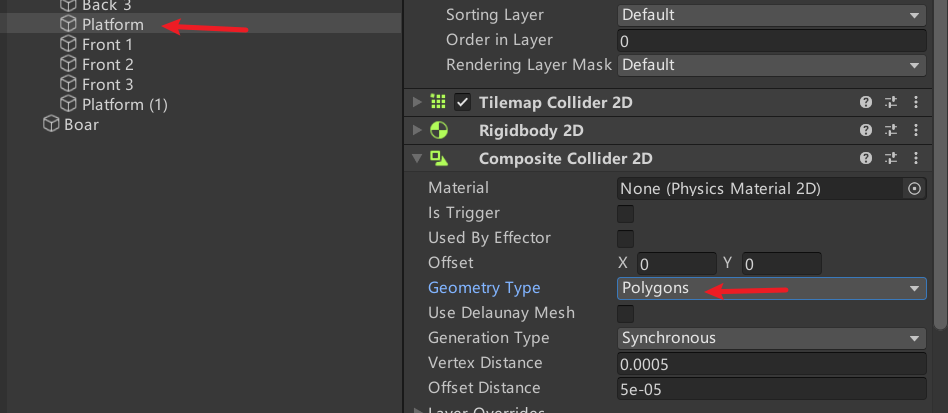 Back 3
Platform
Front 1
Front 2
Front 3
Platform (1)
Boar
Sorting Layer Default
Order in Layer 0
Rendering Layer Mask Default
Tilemap Collider 2D
Rigidbody 2D
Composite Collider 2D
Material None (Physics Material 2D)
Is Trigger
Used By Effector
Offset X 0 Y 0
Geometry Type Polygons
Use Delaunay Mesh
Generation Type Synchronous
Vertex Distance 0.0005
Offset Distance 5e-05
Layer Overrides